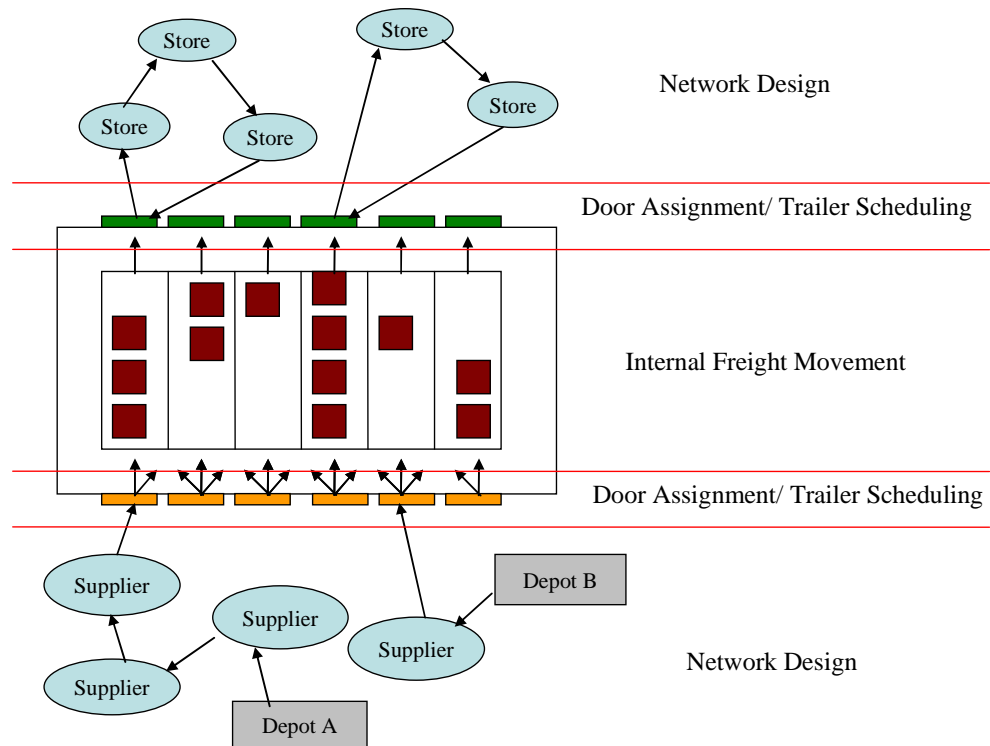 Store
Store
Network Design
Store
Store
Store
Door Assignment/ Trailer Scheduling
Internal Freight Movement
Door Assignment/ Trailer Scheduling
Supplier
Depot B
Supplier
Supplier
Network Design
Supplier
Depot A